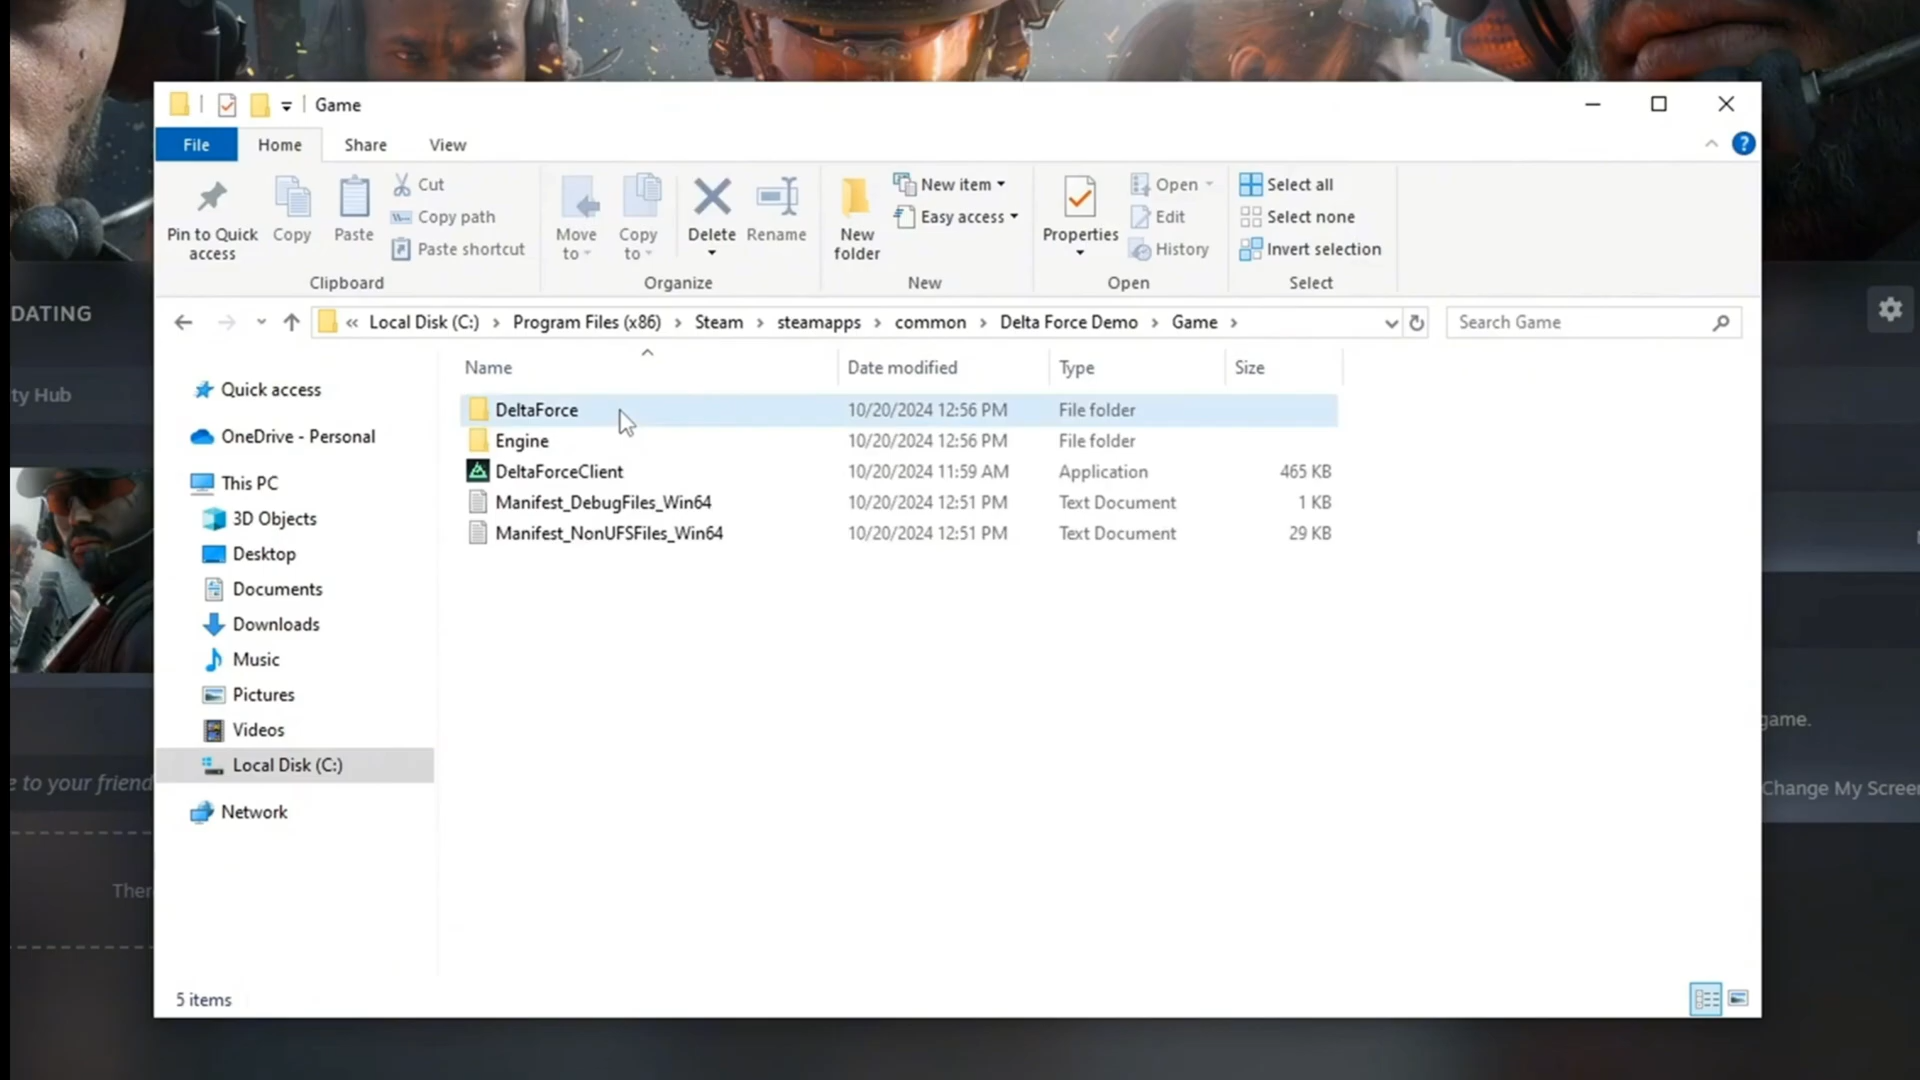 Game
File Home Share View
?
Pin to Quick access
Copy
Paste
Cut
Copy path
Paste shortcut
Clipboard
Move to
Copy to
Delete
Rename
Organize
New folder
New item
Easy access
New
Properties
Open
Edit
History
Open
Select all
Select none
Invert selection
Select
« Local Disk (C:) › Program Files (x86) › Steam › steamapps › common › Delta Force Demo › Game ›
Search Game
Name Date modified Type Size
DeltaForce 10/20/2024 12:56 PM File folder
Engine 10/20/2024 12:56 PM File folder
DeltaForceClient 10/20/2024 11:59 AM Application 465 KB
Manifest_DebugFiles_Win64 10/20/2024 12:51 PM Text Document 1 KB
Manifest_NonUFSFiles_Win64 10/20/2024 12:51 PM Text Document 29 KB
Quick access
OneDrive - Personal
This PC
3D Objects
Desktop
Documents
Downloads
Music
Pictures
Videos
Local Disk (C:)
Network
5 items
DATING
ty Hub
e to your friend
Ther
game.
Change My Screen